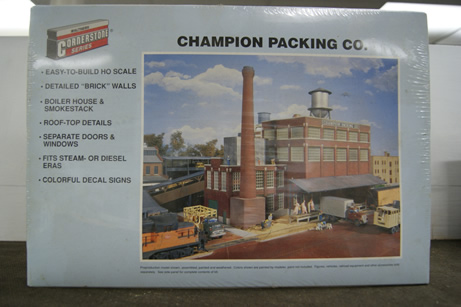 CORNERSTONE
SERIES
CHAMPION PACKING CO.
• EASY-TO-BUILD HO SCALE
• DETAILED "BRICK" WALLS
• BOILER HOUSE &
SMOKESTACK
• ROOF-TOP DETAILS
• SEPARATE DOORS &
WINDOWS
• FITS STEAM- OR DIESEL
ERAS
• COLORFUL DECAL SIGNS